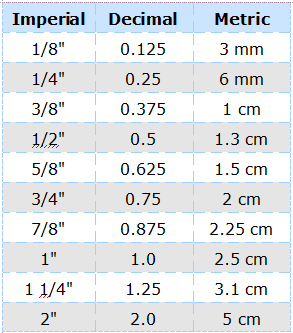 Imperial Decimal Metric
1/8" 0.125 3 mm
1/4" 0.25 6 mm
3/8" 0.375 1 cm
1/2" 0.5 1.3 cm
5/8" 0.625 1.5 cm
3/4" 0.75 2 cm
7/8" 0.875 2.25 cm
1" 1.0 2.5 cm
1 1/4" 1.25 3.1 cm
2" 2.0 5 cm